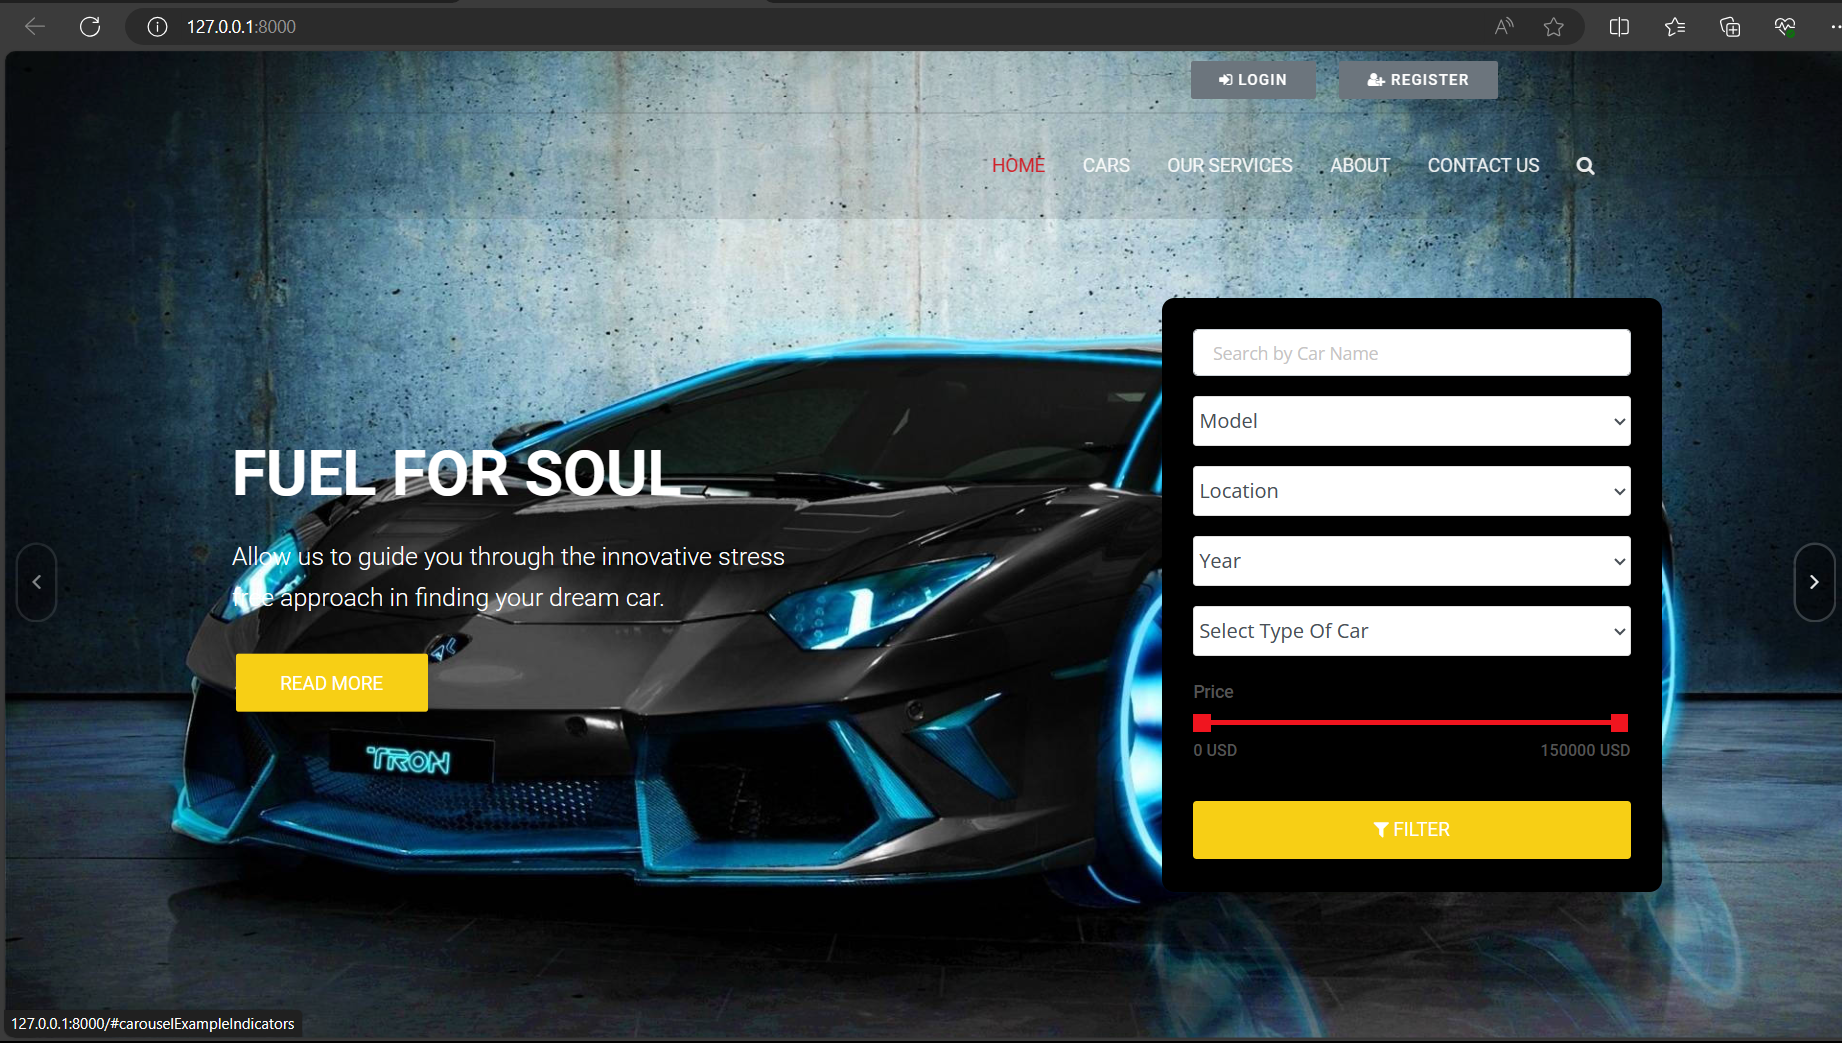 127.0.0.1:8000
LOGIN
REGISTER
HOME
CARS
OUR SERVICES
ABOUT
CONTACT US
Search by Car Name
Model
Location
Year
Select Type Of Car
Price
0 USD
150000 USD
FILTER
FUEL FOR SOUL
Allow us to guide you through the innovative stress
free approach in finding your dream car.
READ MORE
TRON
127.0.0.1:8000/#carouselExampleIndicators